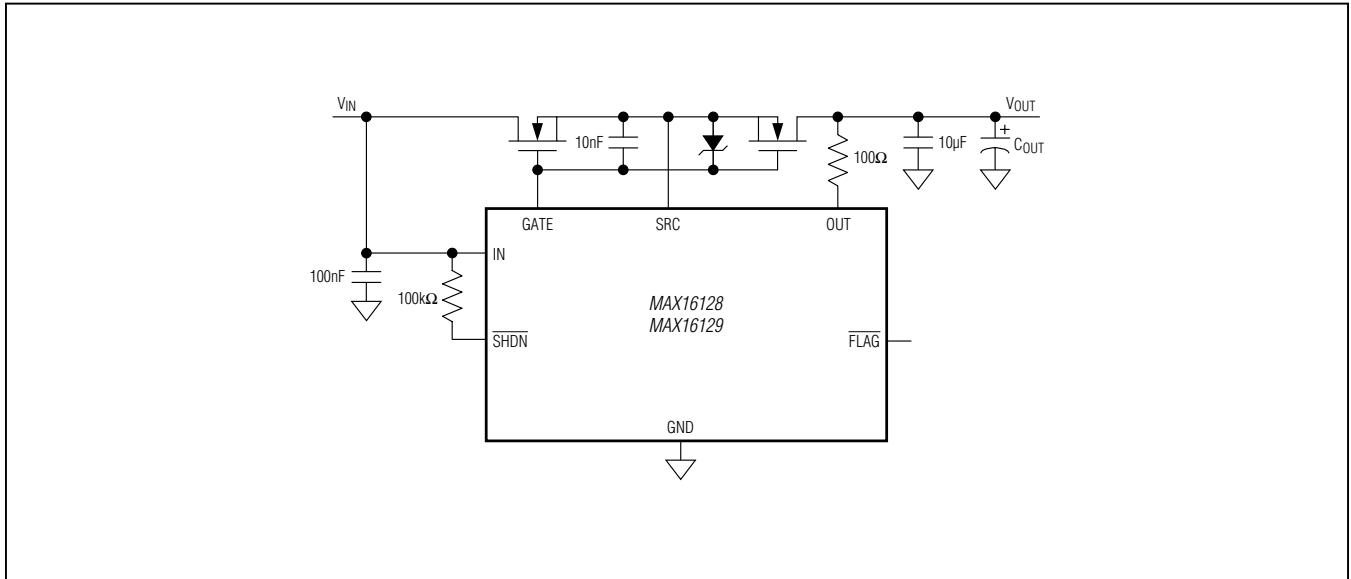 VIN
VOUT
10nF
100Ω
10µF
+
COUT
GATE
SRC
OUT
IN
100nF
100kΩ
MAX16128
MAX16129
SHDN
FLAG
GND